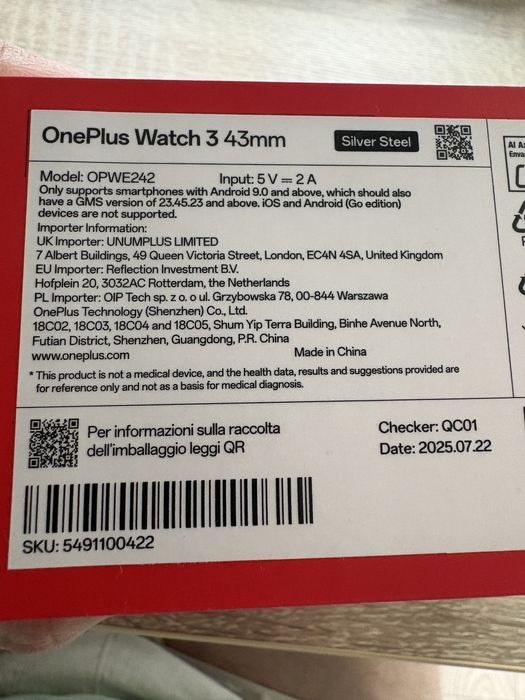 OnePlus Watch 3 43mm
Silver Steel
Model: OPWE242 Input: 5 V ⎓ 2 A
Only supports smartphones with Android 9.0 and above, which should also
have a GMS version of 23.45.23 and above. iOS and Android (Go edition)
devices are not supported.
Importer Information:
UK Importer: UNUMPLUS LIMITED
7 Albert Buildings, 49 Queen Victoria Street, London, EC4N 4SA, United Kingdom
EU Importer: Reflection Investment B.V.
Hofplein 20, 3032AC Rotterdam, the Netherlands
PL Importer: OIP Tech sp. z o. o ul. Grzybowska 78, 00-844 Warszawa
OnePlus Technology (Shenzhen) Co., Ltd.
18C02, 18C03, 18C04 and 18C05, Shum Yip Terra Building, Binhe Avenue North,
Futian District, Shenzhen, Guangdong, P.R. China
www.oneplus.com Made in China
* This product is not a medical device, and the health data, results and suggestions provided are
for reference only and not as a basis for medical diagnosis.
Per informazioni sulla raccolta
dell'imballaggio leggi QR
Checker: QC01
Date: 2025.07.22
SKU: 5491100422